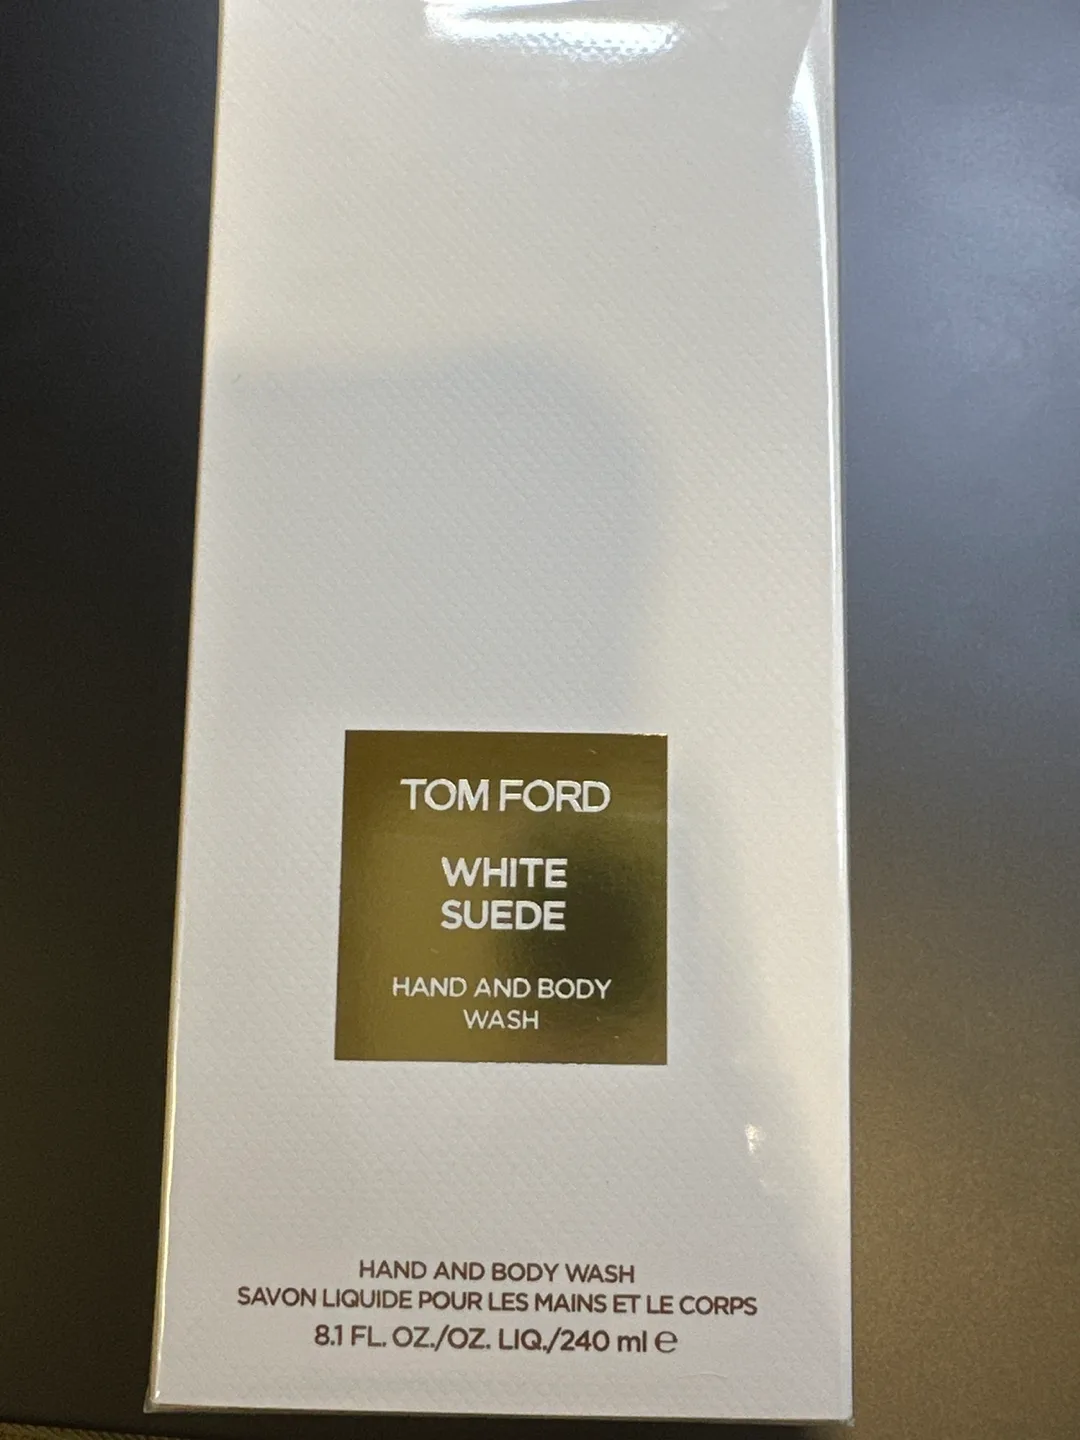 TOM FORD
WHITE
SUEDE
HAND AND BODY
WASH
HAND AND BODY WASH
SAVON LIQUIDE POUR LES MAINS ET LE CORPS
8.1 FL. OZ./OZ. LIQ./240 ml ℮